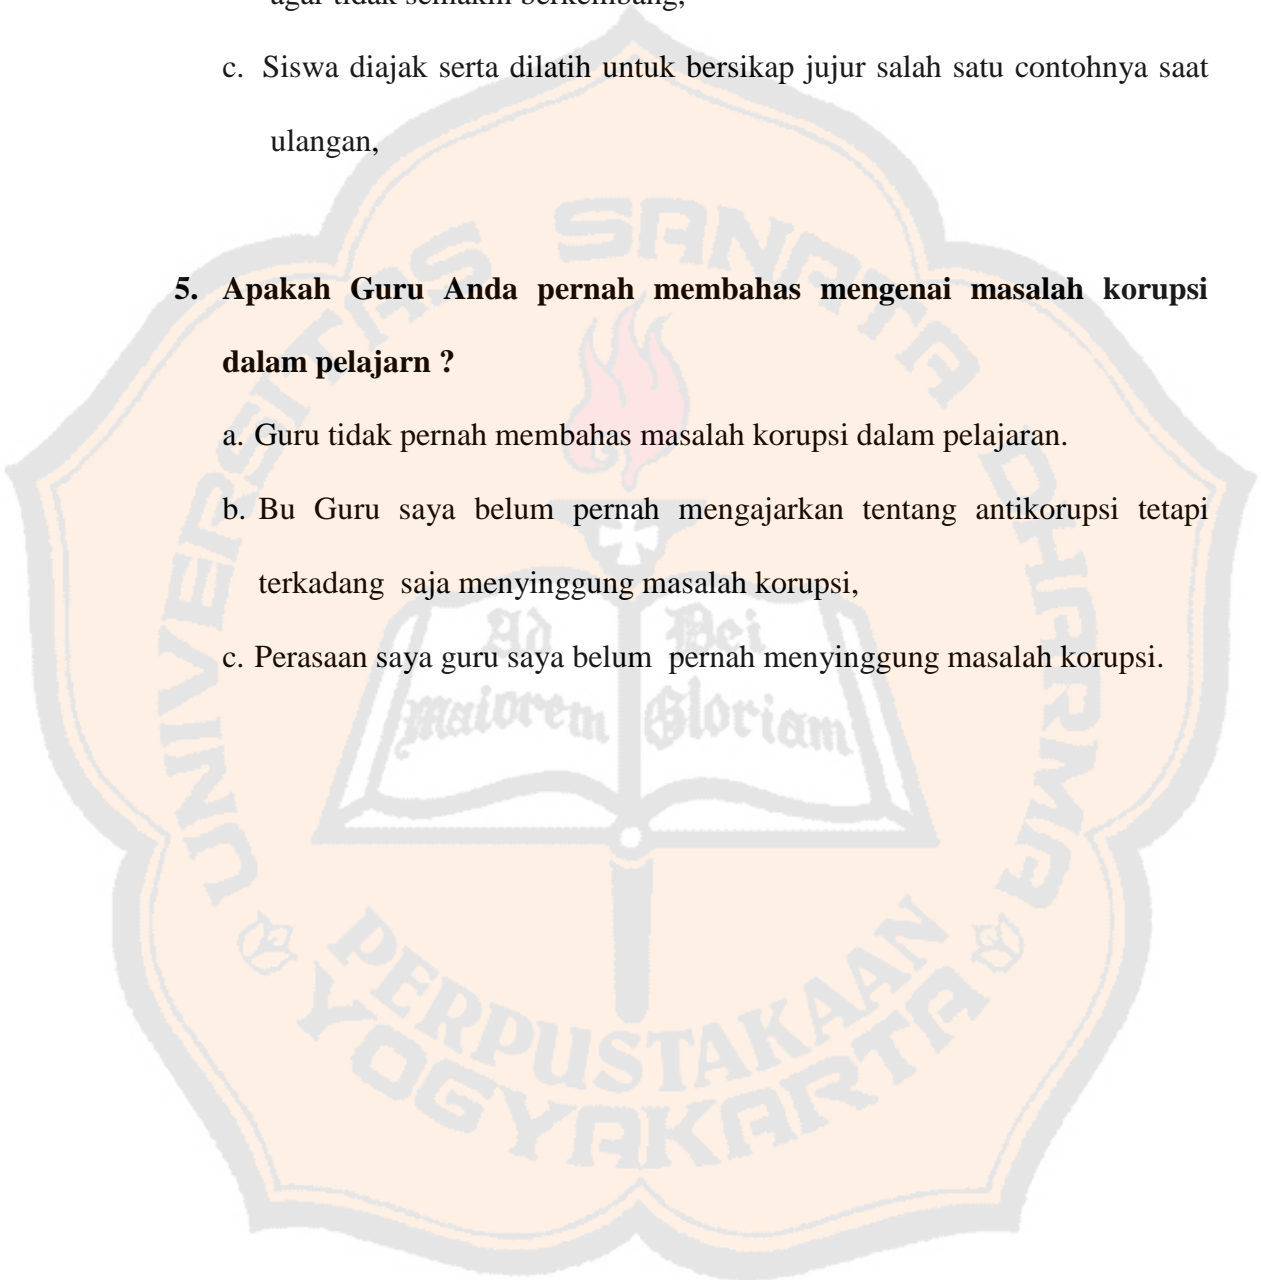 agar tidak semakin berkembang,
c. Siswa diajak serta dilatih untuk bersikap jujur salah satu contohnya saat
ulangan,
5. Apakah Guru Anda pernah membahas mengenai masalah korupsi
dalam pelajarn ?
a. Guru tidak pernah membahas masalah korupsi dalam pelajaran.
b. Bu Guru saya belum pernah mengajarkan tentang antikorupsi tetapi
terkadang saja menyinggung masalah korupsi,
c. Perasaan saya guru saya belum pernah menyinggung masalah korupsi.
UNIVERSITAS SANATA DHARMA
Ad Dei
Maiorem Gloriam
PERPUSTAKAAN
YOGYAKARTA